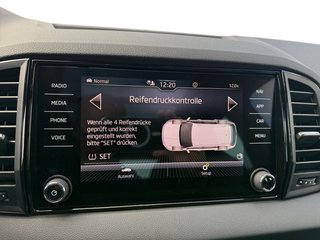 RADIO
MEDIA
PHONE
VOICE
Normal
12:20
Reifendruckkontrolle
Wenn alle 4 Reifendrücke
geprüft und korrekt
eingestellt wurden,
bitte "SET" drücken.
SET
Auswahl
Setup
NAV
APP
CAR
MENU